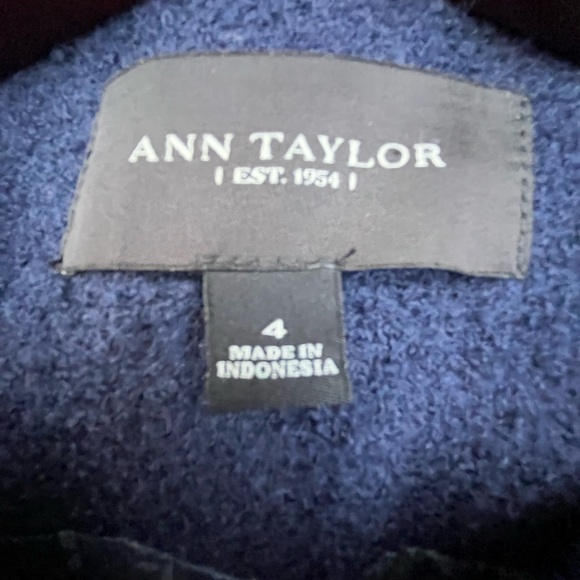 ANN TAYLOR
| EST. 1954 |
4
MADE IN
INDONESIA